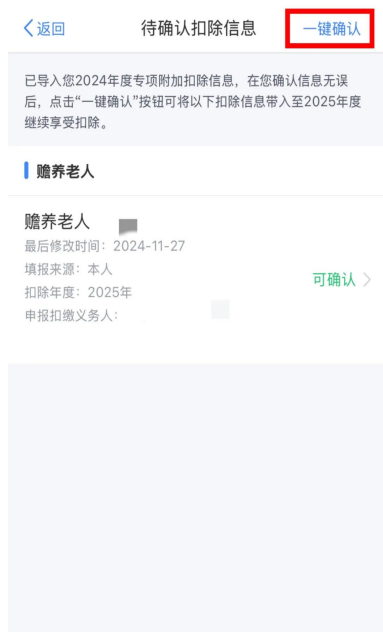 返回
待确认扣除信息
一键确认
已导入您2024年度专项附加扣除信息，在您确认信息无误
后，点击“一键确认”按钮可将以下扣除信息带入至2025年度
继续享受扣除。
赡养老人
赡养老人
最后修改时间：2024-11-27
填报来源：本人
扣除年度：2025年
申报扣缴义务人：
可确认